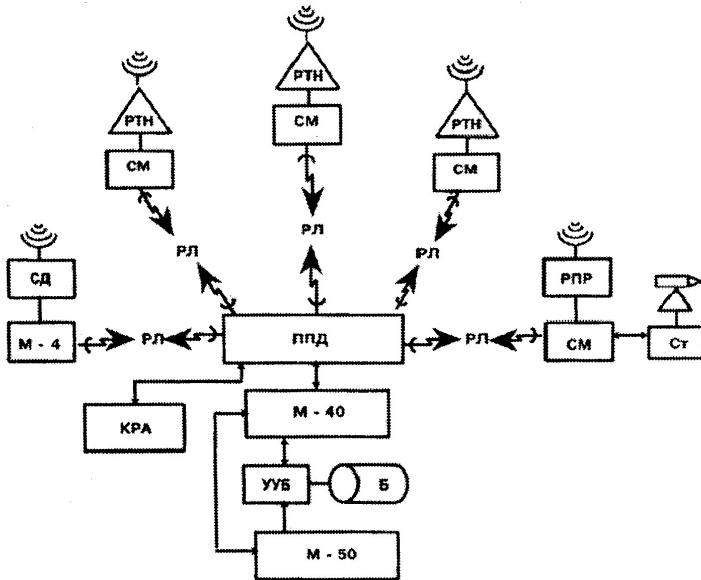 РТН
РТН
РТН
СМ
СМ
СМ
РЛ
РЛ
РЛ
СД
РПР
М - 4
РЛ
ППД
РЛ
СМ
Ст
КРА
М - 40
УУБ
Б
М - 50